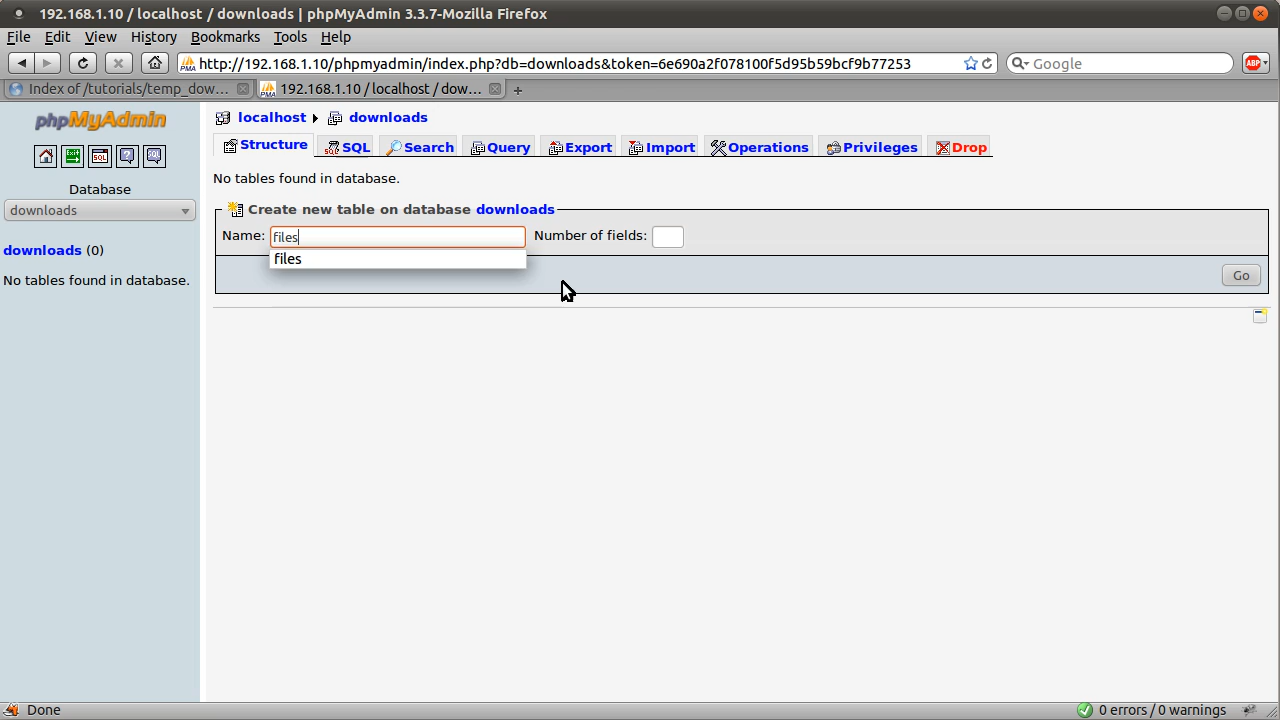 192.168.1.10 / localhost / downloads | phpMyAdmin 3.3.7-Mozilla Firefox
File Edit View History Bookmarks Tools Help
http://192.168.1.10/phpmyadmin/index.php?db=downloads&token=6e690a2f078100f5d95b59bcf9b77253 Google ABP
Index of /tutorials/temp_dow... 192.168.1.10 / localhost / dow...
phpMyAdmin
Database
downloads
downloads (0)
No tables found in database.
localhost downloads
Structure SQL Search Query Export Import Operations Privileges Drop
No tables found in database.
Create new table on database downloads
Name: files Number of fields:
files
Go
Done 0 errors / 0 warnings